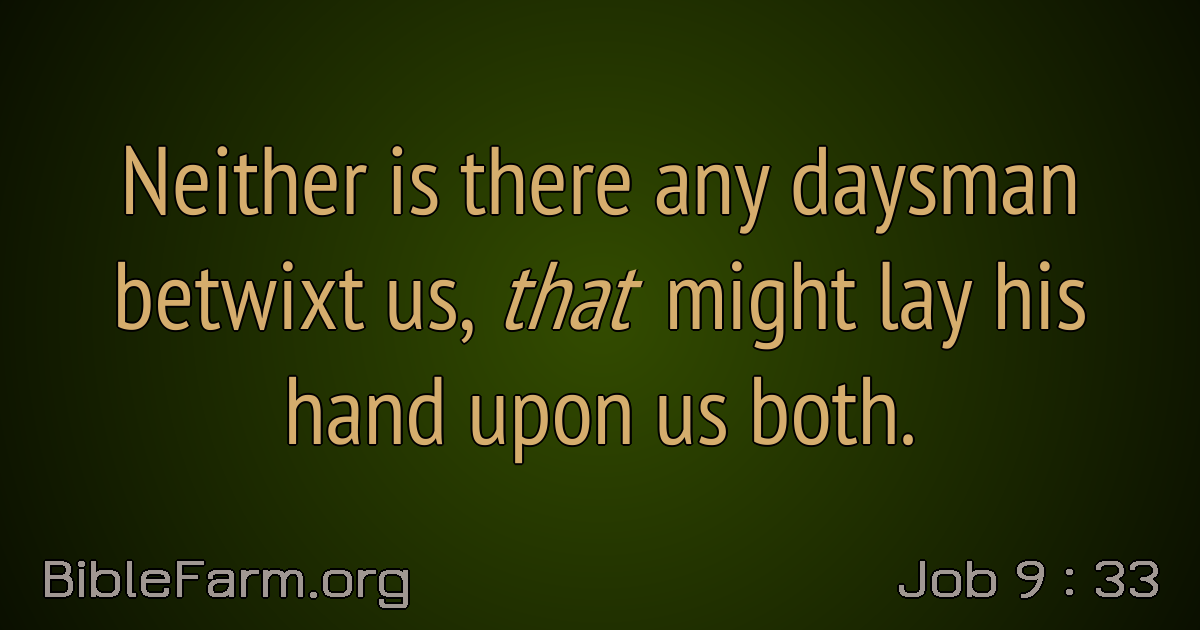 Neither is there any daysman
betwixt us, that might lay his
hand upon us both.
BibleFarm.org
Job 9 : 33